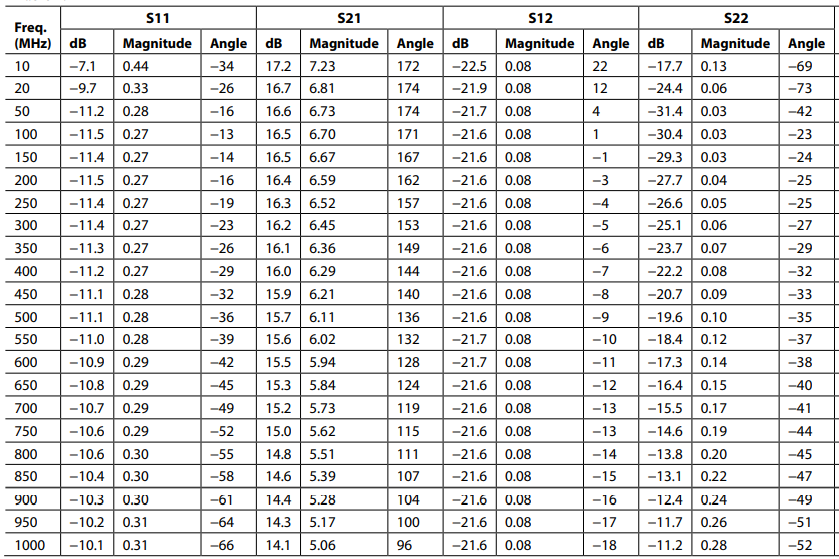 S11 S21 S12 S22
Freq. (MHz) dB Magnitude Angle dB Magnitude Angle dB Magnitude Angle dB Magnitude Angle
10 −7.1 0.44 −34 17.2 7.23 172 −22.5 0.08 22 −17.7 0.13 −69
20 −9.7 0.33 −26 16.7 6.81 174 −21.9 0.08 12 −24.4 0.06 −73
50 −11.2 0.28 −16 16.6 6.73 174 −21.7 0.08 4 −31.4 0.03 −42
100 −11.5 0.27 −13 16.5 6.70 171 −21.6 0.08 1 −30.4 0.03 −23
150 −11.4 0.27 −14 16.5 6.67 167 −21.6 0.08 −1 −29.3 0.03 −24
200 −11.5 0.27 −16 16.4 6.59 162 −21.6 0.08 −3 −27.7 0.04 −25
250 −11.4 0.27 −19 16.3 6.52 157 −21.6 0.08 −4 −26.6 0.05 −25
300 −11.4 0.27 −23 16.2 6.45 153 −21.6 0.08 −5 −25.1 0.06 −27
350 −11.3 0.27 −26 16.1 6.36 149 −21.6 0.08 −6 −23.7 0.07 −29
400 −11.2 0.27 −29 16.0 6.29 144 −21.6 0.08 −7 −22.2 0.08 −32
450 −11.1 0.28 −32 15.9 6.21 140 −21.6 0.08 −8 −20.7 0.09 −33
500 −11.1 0.28 −36 15.7 6.11 136 −21.6 0.08 −9 −19.6 0.10 −35
550 −11.0 0.28 −39 15.6 6.02 132 −21.7 0.08 −10 −18.4 0.12 −37
600 −10.9 0.29 −42 15.5 5.94 128 −21.7 0.08 −11 −17.3 0.14 −38
650 −10.8 0.29 −45 15.3 5.84 124 −21.6 0.08 −12 −16.4 0.15 −40
700 −10.7 0.29 −49 15.2 5.73 119 −21.6 0.08 −13 −15.5 0.17 −41
750 −10.6 0.29 −52 15.0 5.62 115 −21.6 0.08 −13 −14.6 0.19 −44
800 −10.6 0.30 −55 14.8 5.51 111 −21.6 0.08 −14 −13.8 0.20 −45
850 −10.4 0.30 −58 14.6 5.39 107 −21.6 0.08 −15 −13.1 0.22 −47
900 −10.3 0.30 −61 14.4 5.28 104 −21.6 0.08 −16 −12.4 0.24 −49
950 −10.2 0.31 −64 14.3 5.17 100 −21.6 0.08 −17 −11.7 0.26 −51
1000 −10.1 0.31 −66 14.1 5.06 96 −21.6 0.08 −18 −11.2 0.28 −52